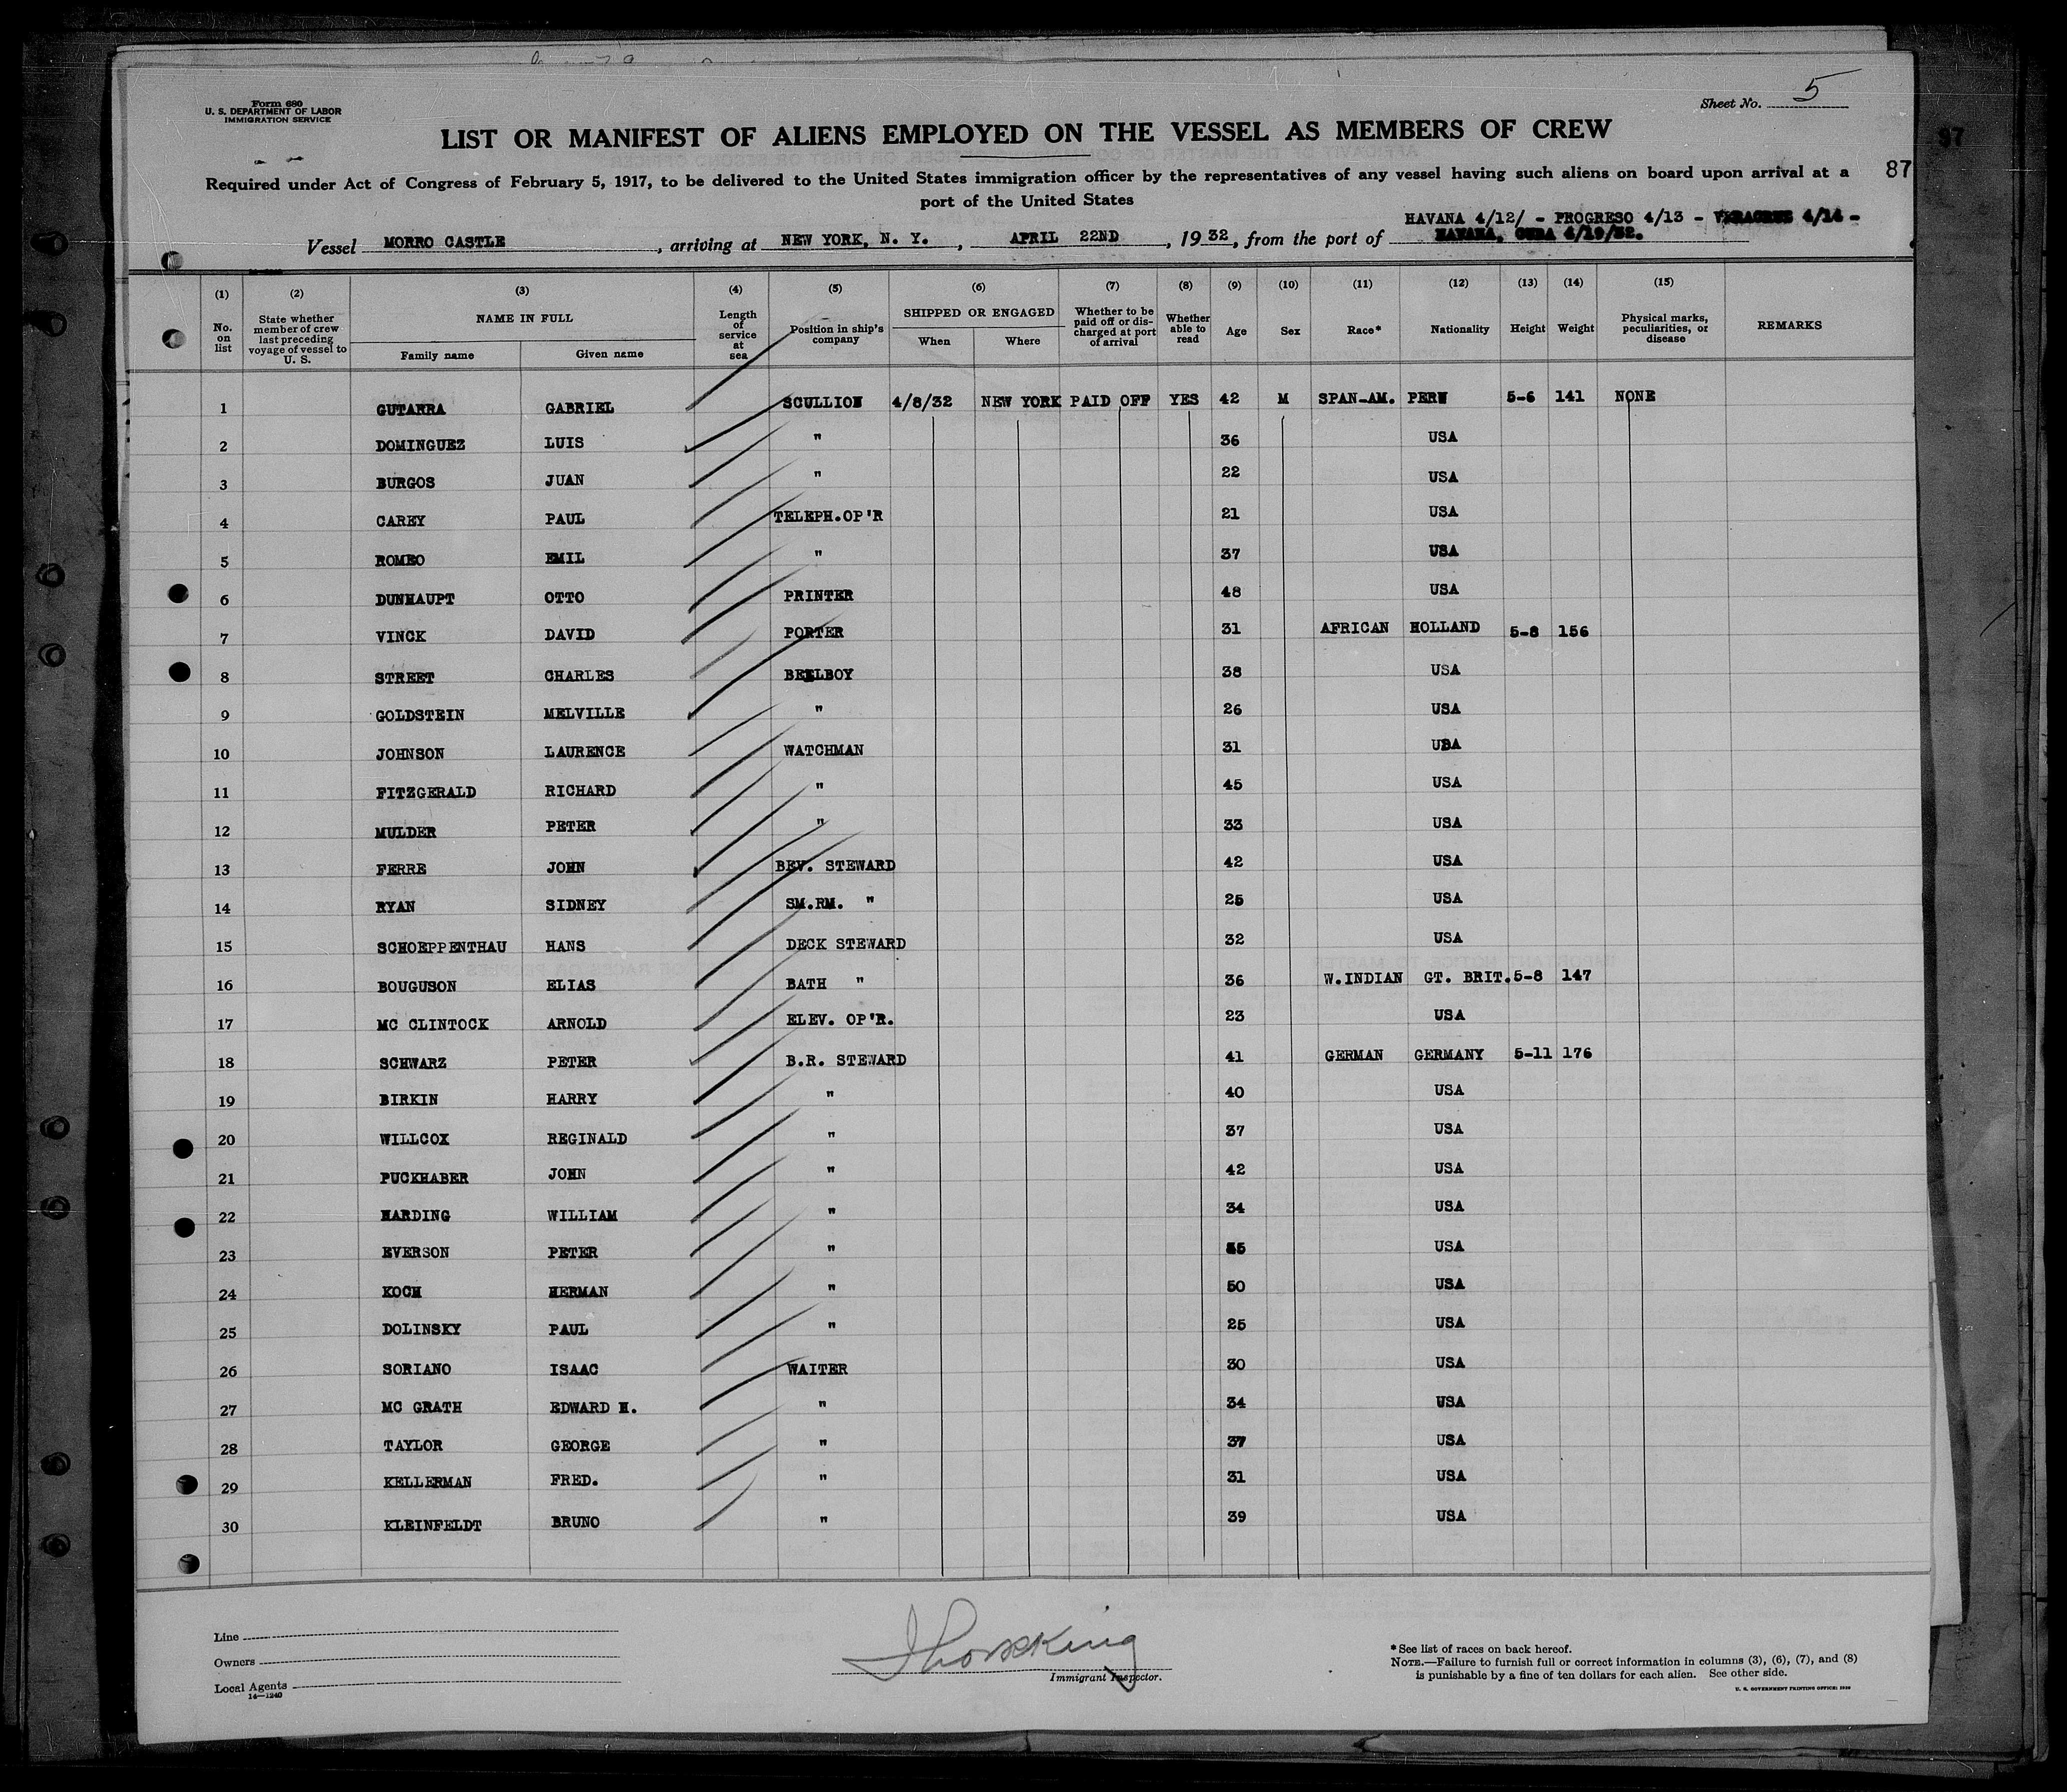 Form 680
U. S. DEPARTMENT OF LABOR
IMMIGRATION SERVICE
Sheet No. 5
LIST OR MANIFEST OF ALIENS EMPLOYED ON THE VESSEL AS MEMBERS OF CREW
87
Required under Act of Congress of February 5, 1917, to be delivered to the United States immigration officer by the representatives of any vessel having such aliens on board upon arrival at a
port of the United States
HAVANA 4/12/ - PROGRESO 4/13 - VERACRUZ 4/14 -
Vessel MORRO CASTLE, arriving at NEW YORK, N. Y., APRIL 22ND, 1932, from the port of HAVANA, CUBA 4/19/32.
(1) No. on list (2) State whether member of crew last preceding voyage of vessel to U. S. (3) NAME IN FULL Family name Given name (4) Length of service at sea (5) Position in ship's company (6) SHIPPED OR ENGAGED When Where (7) Whether to be paid off or discharged at port of arrival (8) Whether able to read (9) Age (10) Sex (11) Race* (12) Nationality (13) Height (14) Weight (15) Physical marks, peculiarities, or disease REMARKS
1 GUTARRA GABRIEL SCULLION 4/8/32 NEW YORK PAID OFF YES 42 M SPAN-AM. PERU 5-6 141 NONE
2 DOMINGUEZ LUIS " 36 USA
3 BURGOS JUAN " 22 USA
4 CAREY PAUL TELEPH.OP'R 21 USA
5 ROMEO EMIL " 37 USA
6 DUNHAUPT OTTO PRINTER 48 USA
7 VINCK DAVID PORTER 31 AFRICAN HOLLAND 5-8 156
8 STREET CHARLES BELLBOY 38 USA
9 GOLDSTEIN MELVILLE " 26 USA
10 JOHNSON LAURENCE WATCHMAN 31 USA
11 FITZGERALD RICHARD " 45 USA
12 MULDER PETER " 33 USA
13 FERRE JOHN BEV. STEWARD 42 USA
14 RYAN SIDNEY SM.RM. " 25 USA
15 SCHOEPPENTHAU HANS DECK STEWARD 32 USA
16 BOUGUSON ELIAS BATH " 36 W.INDIAN GT. BRIT. 5-8 147
17 MC CLINTOCK ARNOLD ELEV. OP'R. 23 USA
18 SCHWARZ PETER B.R. STEWARD 41 GERMAN GERMANY 5-11 176
19 BIRKIN HARRY " 40 USA
20 WILLCOX REGINALD " 37 USA
21 PUCKHABER JOHN " 42 USA
22 HARDING WILLIAM " 34 USA
23 EVERSON PETER " USA
24 KOCH HERMAN " 50 USA
25 DOLINSKY PAUL " 25 USA
26 SORIANO ISAAC WAITER 30 USA
27 MC GRATH EDWARD H. " 34 USA
28 TAYLOR GEORGE " 37 USA
29 KELLERMAN FRED. " 31 USA
30 KLEINFELDT BRUNO " 39 USA
Line
Owners
Local Agents
14—1240
Immigrant Inspector.
*See list of races on back hereof.
NOTE.—Failure to furnish full or correct information in columns (3), (6), (7), and (8)
is punishable by a fine of ten dollars for each alien. See other side.